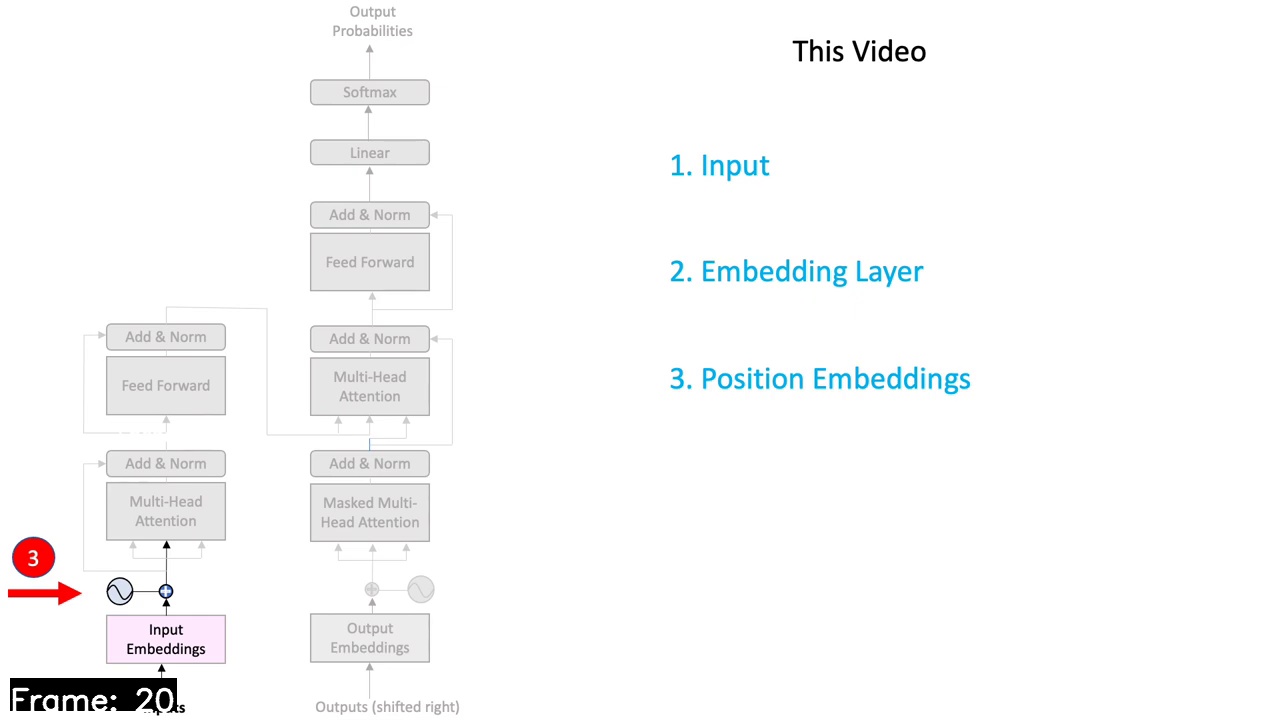 Output
Probabilities
Softmax
Linear
Add & Norm
Feed Forward
Add & Norm
Multi-Head
Attention
Add & Norm
Masked Multi-
Head Attention
Output
Embeddings
Outputs (shifted right)
Add & Norm
Feed Forward
Add & Norm
Multi-Head
Attention
3
Input
Embeddings
Frame: 20
This Video
1. Input
2. Embedding Layer
3. Position Embeddings